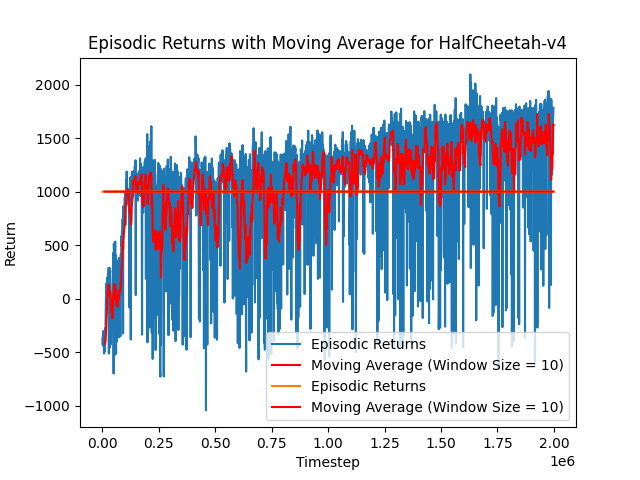 Episodic Returns with Moving Average for HalfCheetah-v4
2000
1500
1000
500
0
−500
−1000
Return
Episodic Returns
Moving Average (Window Size = 10)
Episodic Returns
Moving Average (Window Size = 10)
0.00 0.25 0.50 0.75 1.00 1.25 1.50 1.75 2.00
1e6
Timestep